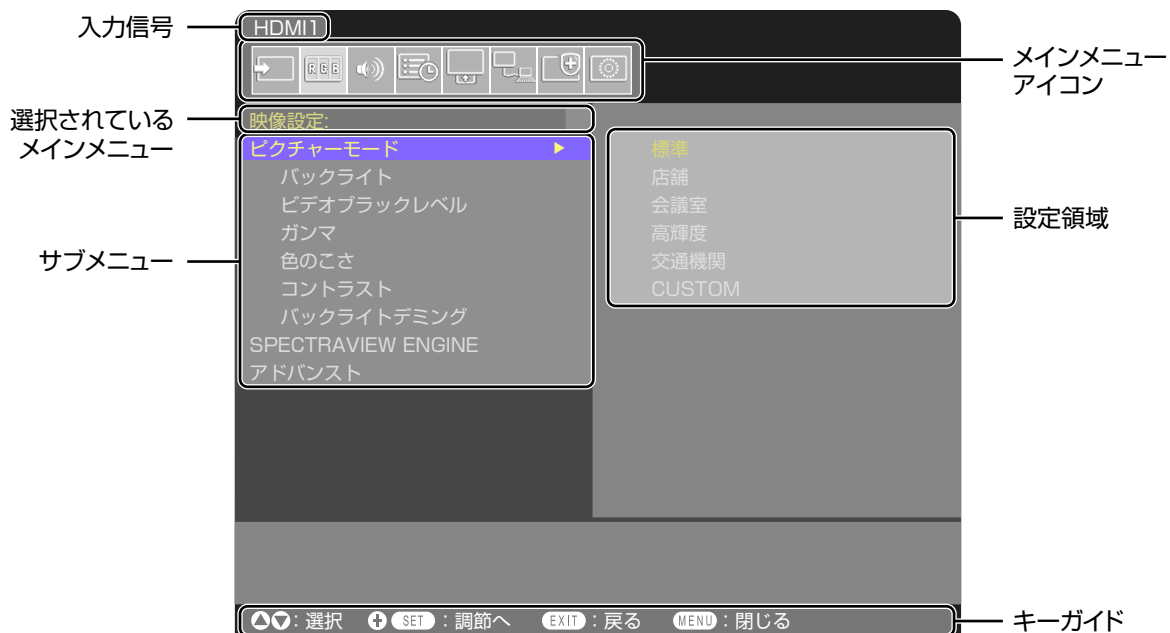 入力信号
HDMI1
RGB
メインメニュー
アイコン
選択されている
メインメニュー
映像設定:
ピクチャーモード
バックライト
ビデオブラックレベル
ガンマ
色のこさ
コントラスト
バックライトデミング
SPECTRAVIEW ENGINE
アドバンスト
サブメニュー
標準
店舗
会議室
高輝度
交通機関
CUSTOM
設定領域
：選択 SET：調節へ EXIT：戻る MENU：閉じる
キーガイド